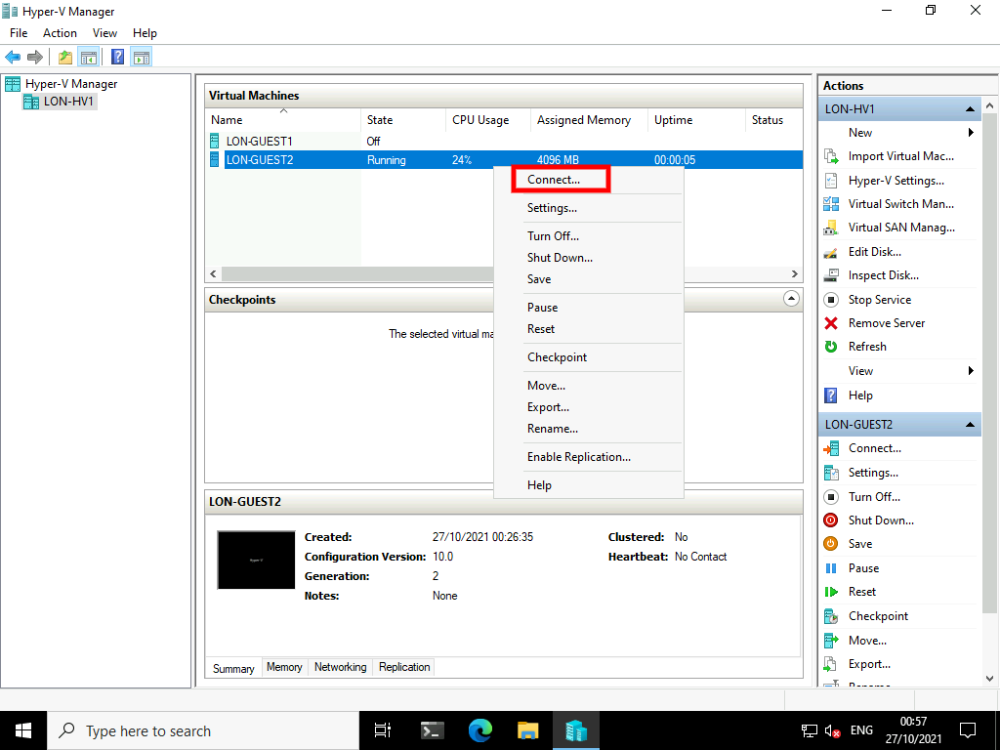 Hyper-V Manager
File Action View Help
Hyper-V Manager
LON-HV1
Virtual Machines
Name State CPU Usage Assigned Memory Uptime Status
LON-GUEST1 Off
LON-GUEST2 Running 24% 4096 MB 00:00:05
Connect...
Settings...
Turn Off...
Shut Down...
Save
Pause
Reset
Checkpoint
Move...
Export...
Rename...
Enable Replication...
Help
Checkpoints
The selected virtual ma
LON-GUEST2
Created: 27/10/2021 00:26:35 Clustered: No
Configuration Version: 10.0 Heartbeat: No Contact
Generation: 2
Notes: None
Summary Memory Networking Replication
Actions
LON-HV1
New
Import Virtual Mac...
Hyper-V Settings...
Virtual Switch Man...
Virtual SAN Manag...
Edit Disk...
Inspect Disk...
Stop Service
Remove Server
Refresh
View
Help
LON-GUEST2
Connect...
Settings...
Turn Off...
Shut Down...
Save
Pause
Reset
Checkpoint
Move...
Export...
Type here to search
ENG
00:57
27/10/2021